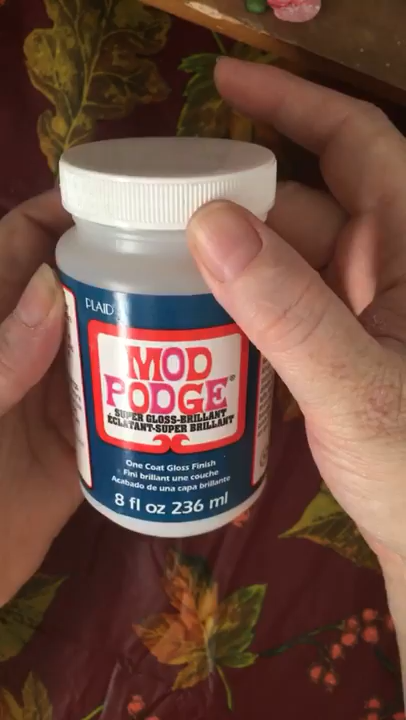 PLAID
MOD
PODGE®
SUPER GLOSS-BRILLANT
ÉCLATANT-SUPER BRILLANT
One Coat Gloss Finish
Fini brillant une couche
Acabado de una capa brillante
8 fl oz 236 ml